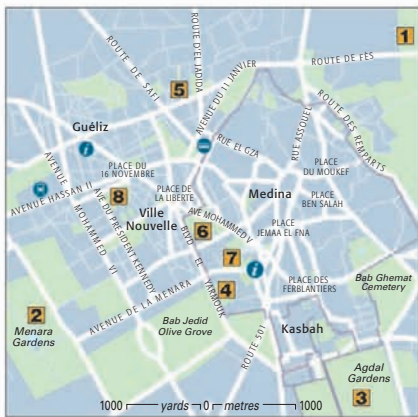 1
ROUTE DE FÈS
ROUTE D'EL JADIDA
ROUTE DE SAFI
AVENUE DU 11 JANVIER
5
ROUTE DES REMPARTS
RUE ASSOUEL
Guéliz
i
RUE EL GZA
PLACE DU
16 NOVEMBRE
PLACE
DU MOUKEF
AVENUE HASSAN II
8
PLACE DE
LA LIBERTE
Medina
PLACE
BEN SALAH
AVENUE MOHAMMED VI
AVE DU PRESIDENT KENNEDY
Ville
Nouvelle
AVE MOHAMMED V
6
PLACE
JEMAA EL FNA
BLVD EL YARMOUK
7
i
Bab Ghemat
Cemetery
PLACE DES
FERBLANTIERS
4
2
Menara
Gardens
AVENUE DE LA MENARA
Bab Jedid
Olive Grove
Kasbah
ROUTE 501
Agdal
Gardens
3
1000 yards 0 metres 1000